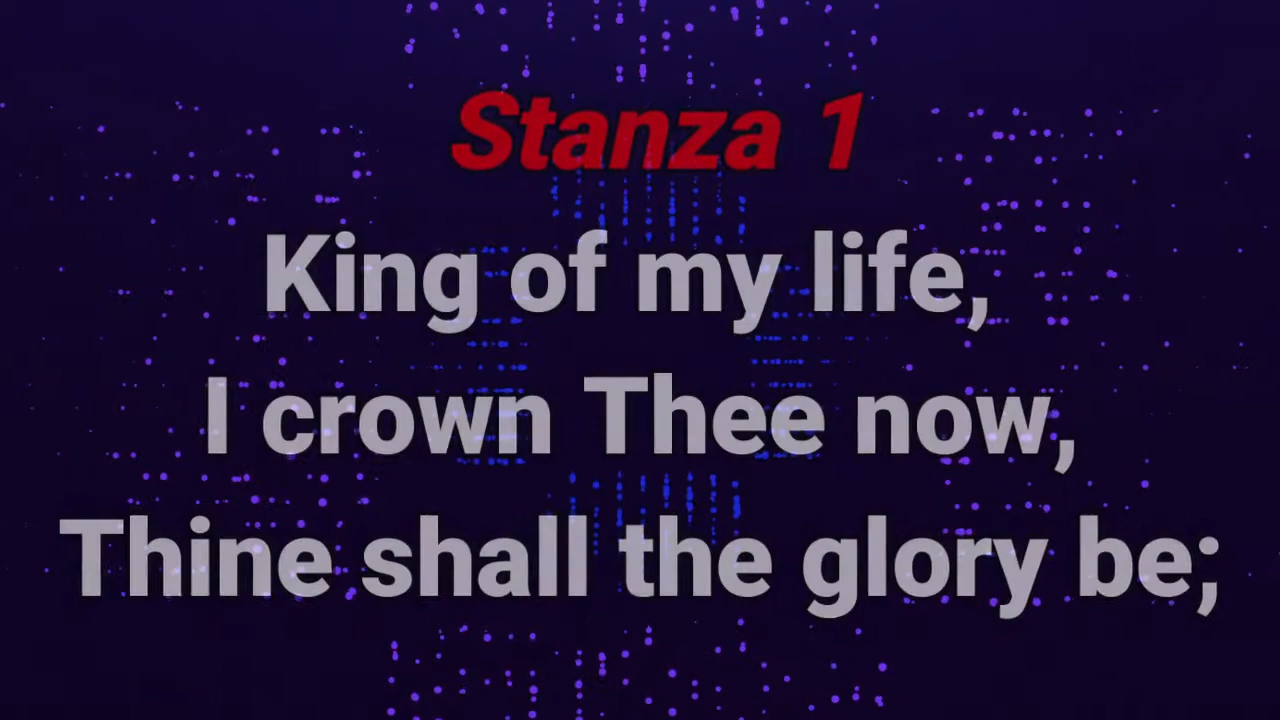 Stanza 1
King of my life,
I crown Thee now,
Thine shall the glory be;